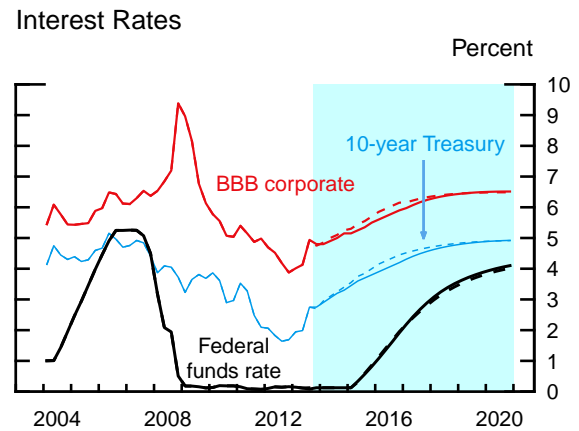 Interest Rates
Percent
10
9
8
7
6
5
4
3
2
1
0
10-year Treasury
BBB corporate
Federal
funds rate
2004 2008 2012 2016 2020